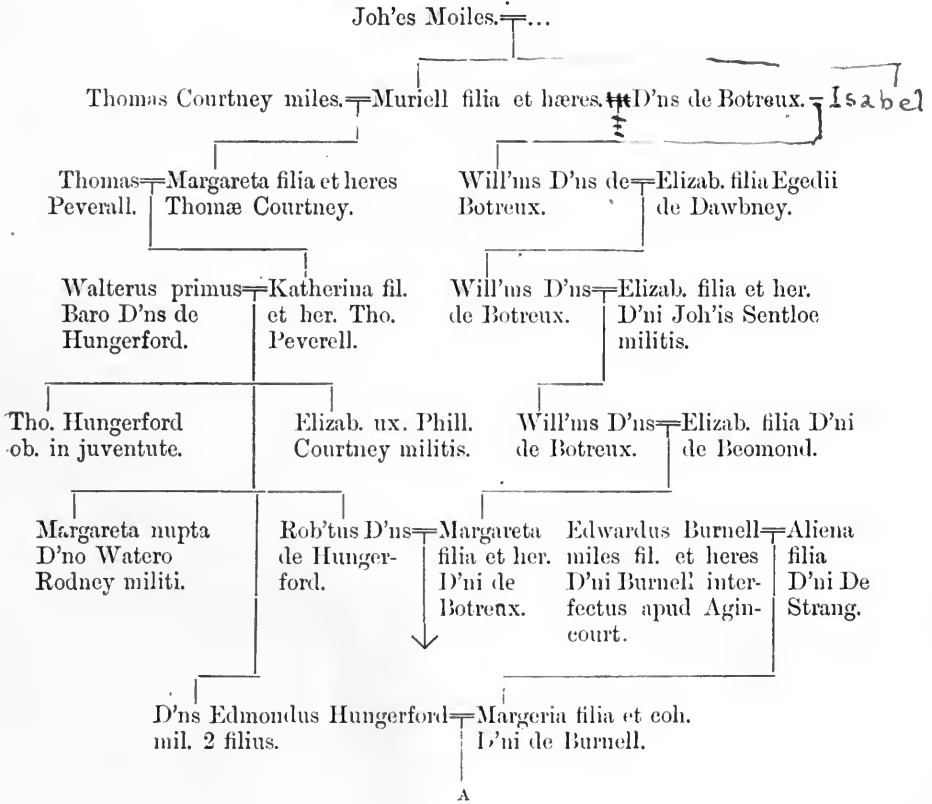 Joh'es Moiles. ...
Thomas Courtney miles. Muriell filia et hæres. D'ns de Botreux. Isabel
Thomas Peverall.
Margareta filia et heres Thomæ Courtney.
Will'ms D'ns de Botreux.
Elizab. filia Egedii de Dawbney.
Walterus primus Baro D'ns de Hungerford.
Katherina fil. et her. Tho. Peverell.
Will'ms D'ns de Botreux.
Elizab. filia et her. D'ni Joh'is Sentloe militis.
Tho. Hungerford ob. in juventute.
Elizab. ux. Phill. Courtney militis.
Will'ms D'ns de Botreux.
Elizab. filia D'ni de Beomond.
Margareta nupta D'no Watero Rodney militi.
Rob'tus D'ns de Hungerford.
Margareta filia et her. D'ni de Botreux.
Edwardus Burnell miles fil. et heres D'ni Burnell interfectus apud Agincourt.
Aliena filia D'ni De Strang.
D'ns Edmondus Hungerford mil. 2 filius.
Margeria filia et coh. D'ni de Burnell.
A